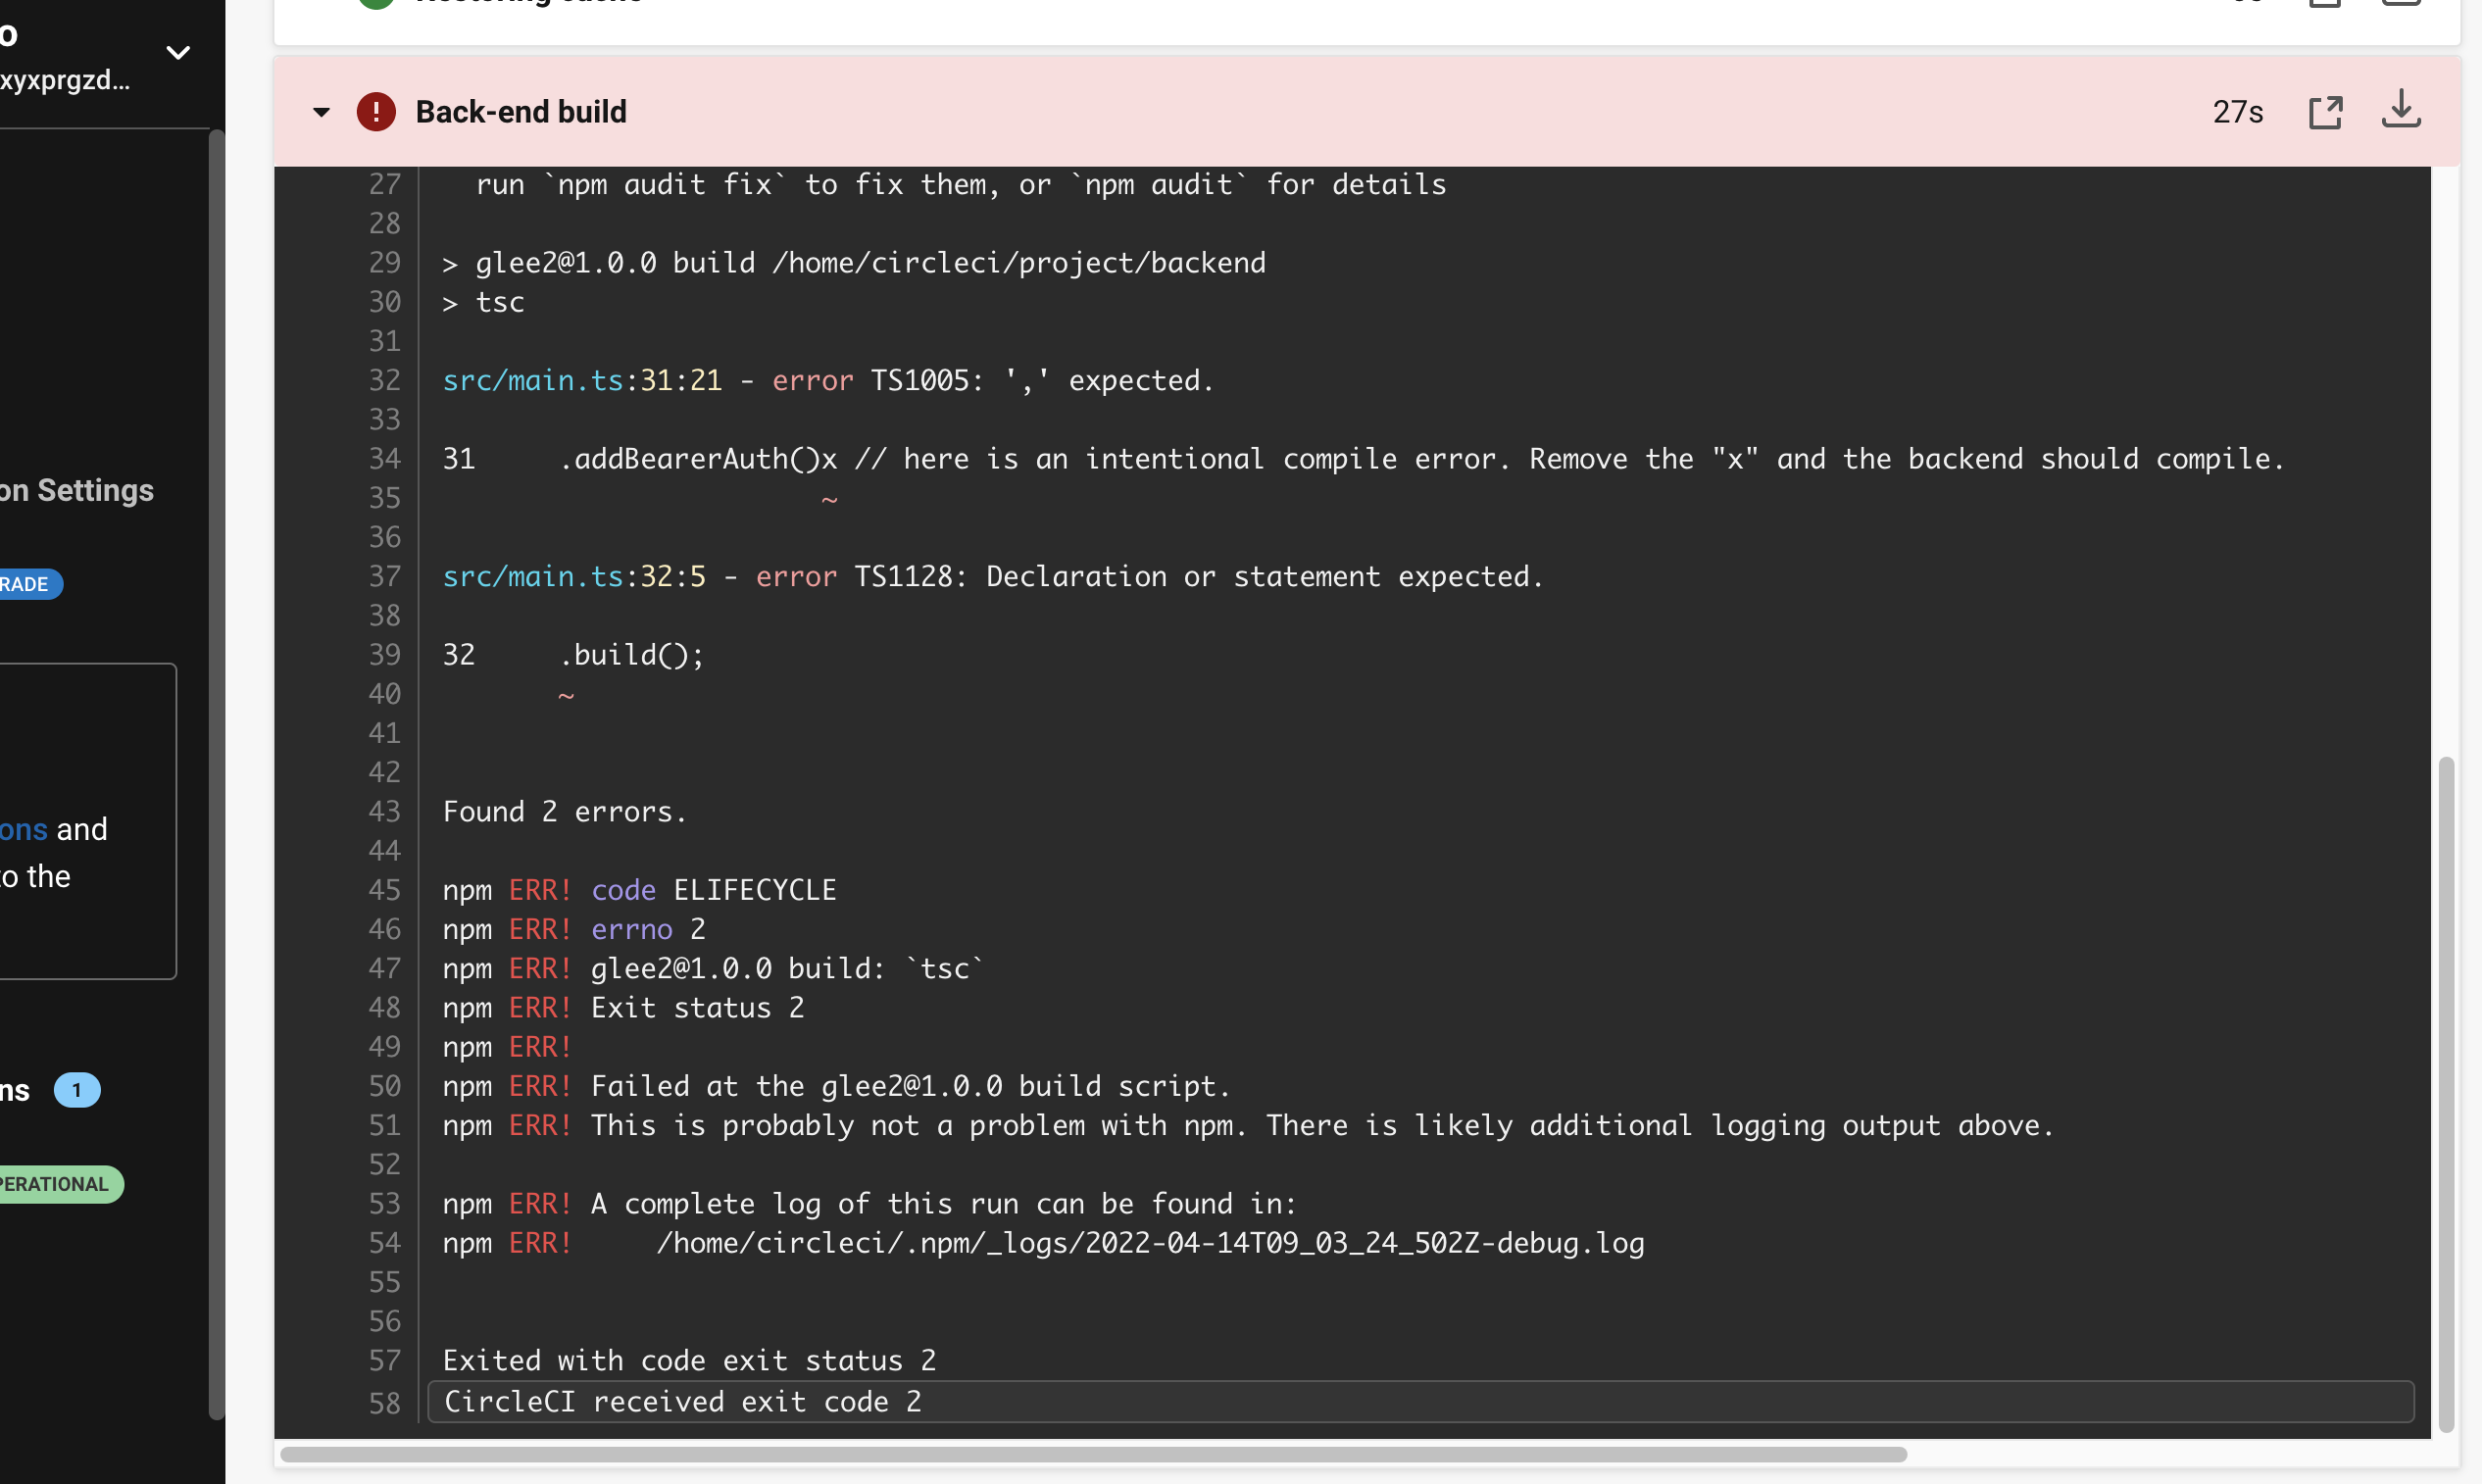 o
xyxprgzd…
on Settings
RADE
ons and
to the
ns 1
PERATIONAL
Restoring cache
Back-end build 27s
27 run `npm audit fix` to fix them, or `npm audit` for details
28
29 > glee2@1.0.0 build /home/circleci/project/backend
30 > tsc
31
32 src/main.ts:31:21 - error TS1005: ',' expected.
33
34 31     .addBearerAuth()x // here is an intentional compile error. Remove the "x" and the backend should compile.
35 ~
36
37 src/main.ts:32:5 - error TS1128: Declaration or statement expected.
38
39 32     .build();
40 ~
41
42
43 Found 2 errors.
44
45 npm ERR! code ELIFECYCLE
46 npm ERR! errno 2
47 npm ERR! glee2@1.0.0 build: `tsc`
48 npm ERR! Exit status 2
49 npm ERR!
50 npm ERR! Failed at the glee2@1.0.0 build script.
51 npm ERR! This is probably not a problem with npm. There is likely additional logging output above.
52
53 npm ERR! A complete log of this run can be found in:
54 npm ERR!     /home/circleci/.npm/_logs/2022-04-14T09_03_24_502Z-debug.log
55
56
57 Exited with code exit status 2
58 CircleCI received exit code 2